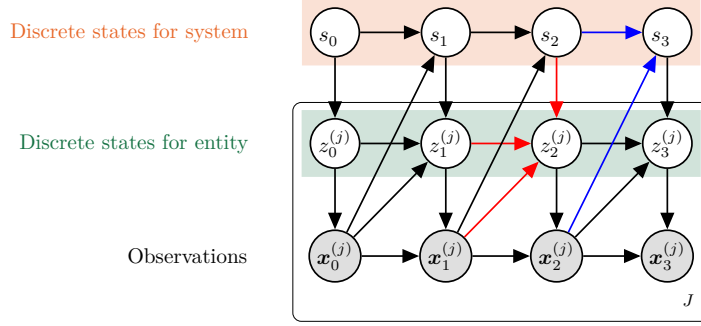 Discrete states for system s₀ s₁ s₂ s₃
Discrete states for entity z₀⁽ʲ⁾ z₁⁽ʲ⁾ z₂⁽ʲ⁾ z₃⁽ʲ⁾
Observations x₀⁽ʲ⁾ x₁⁽ʲ⁾ x₂⁽ʲ⁾ x₃⁽ʲ⁾
J